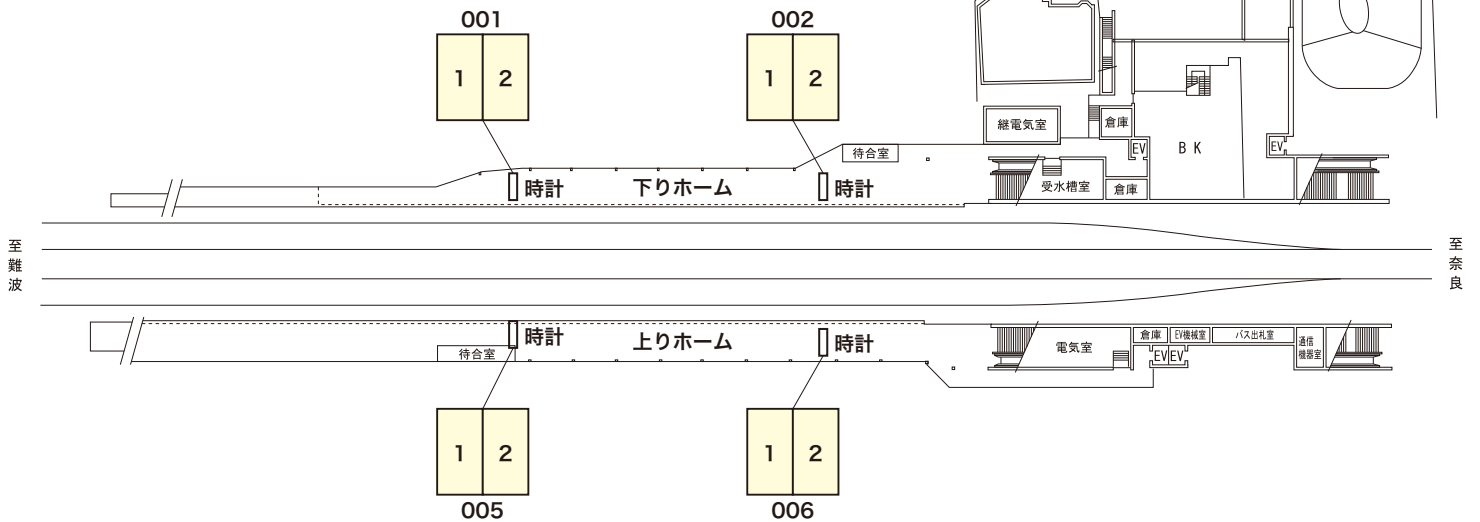 001
002
1
2
1
2
継電気室
倉庫
EV
B K
EV
待合室
受水槽室
倉庫
時計
下りホーム
時計
至難波
至奈良
時計
上りホーム
時計
待合室
電気室
倉庫
EV機械室
バス出札室
通信
機器室
EV
EV
1
2
1
2
005
006